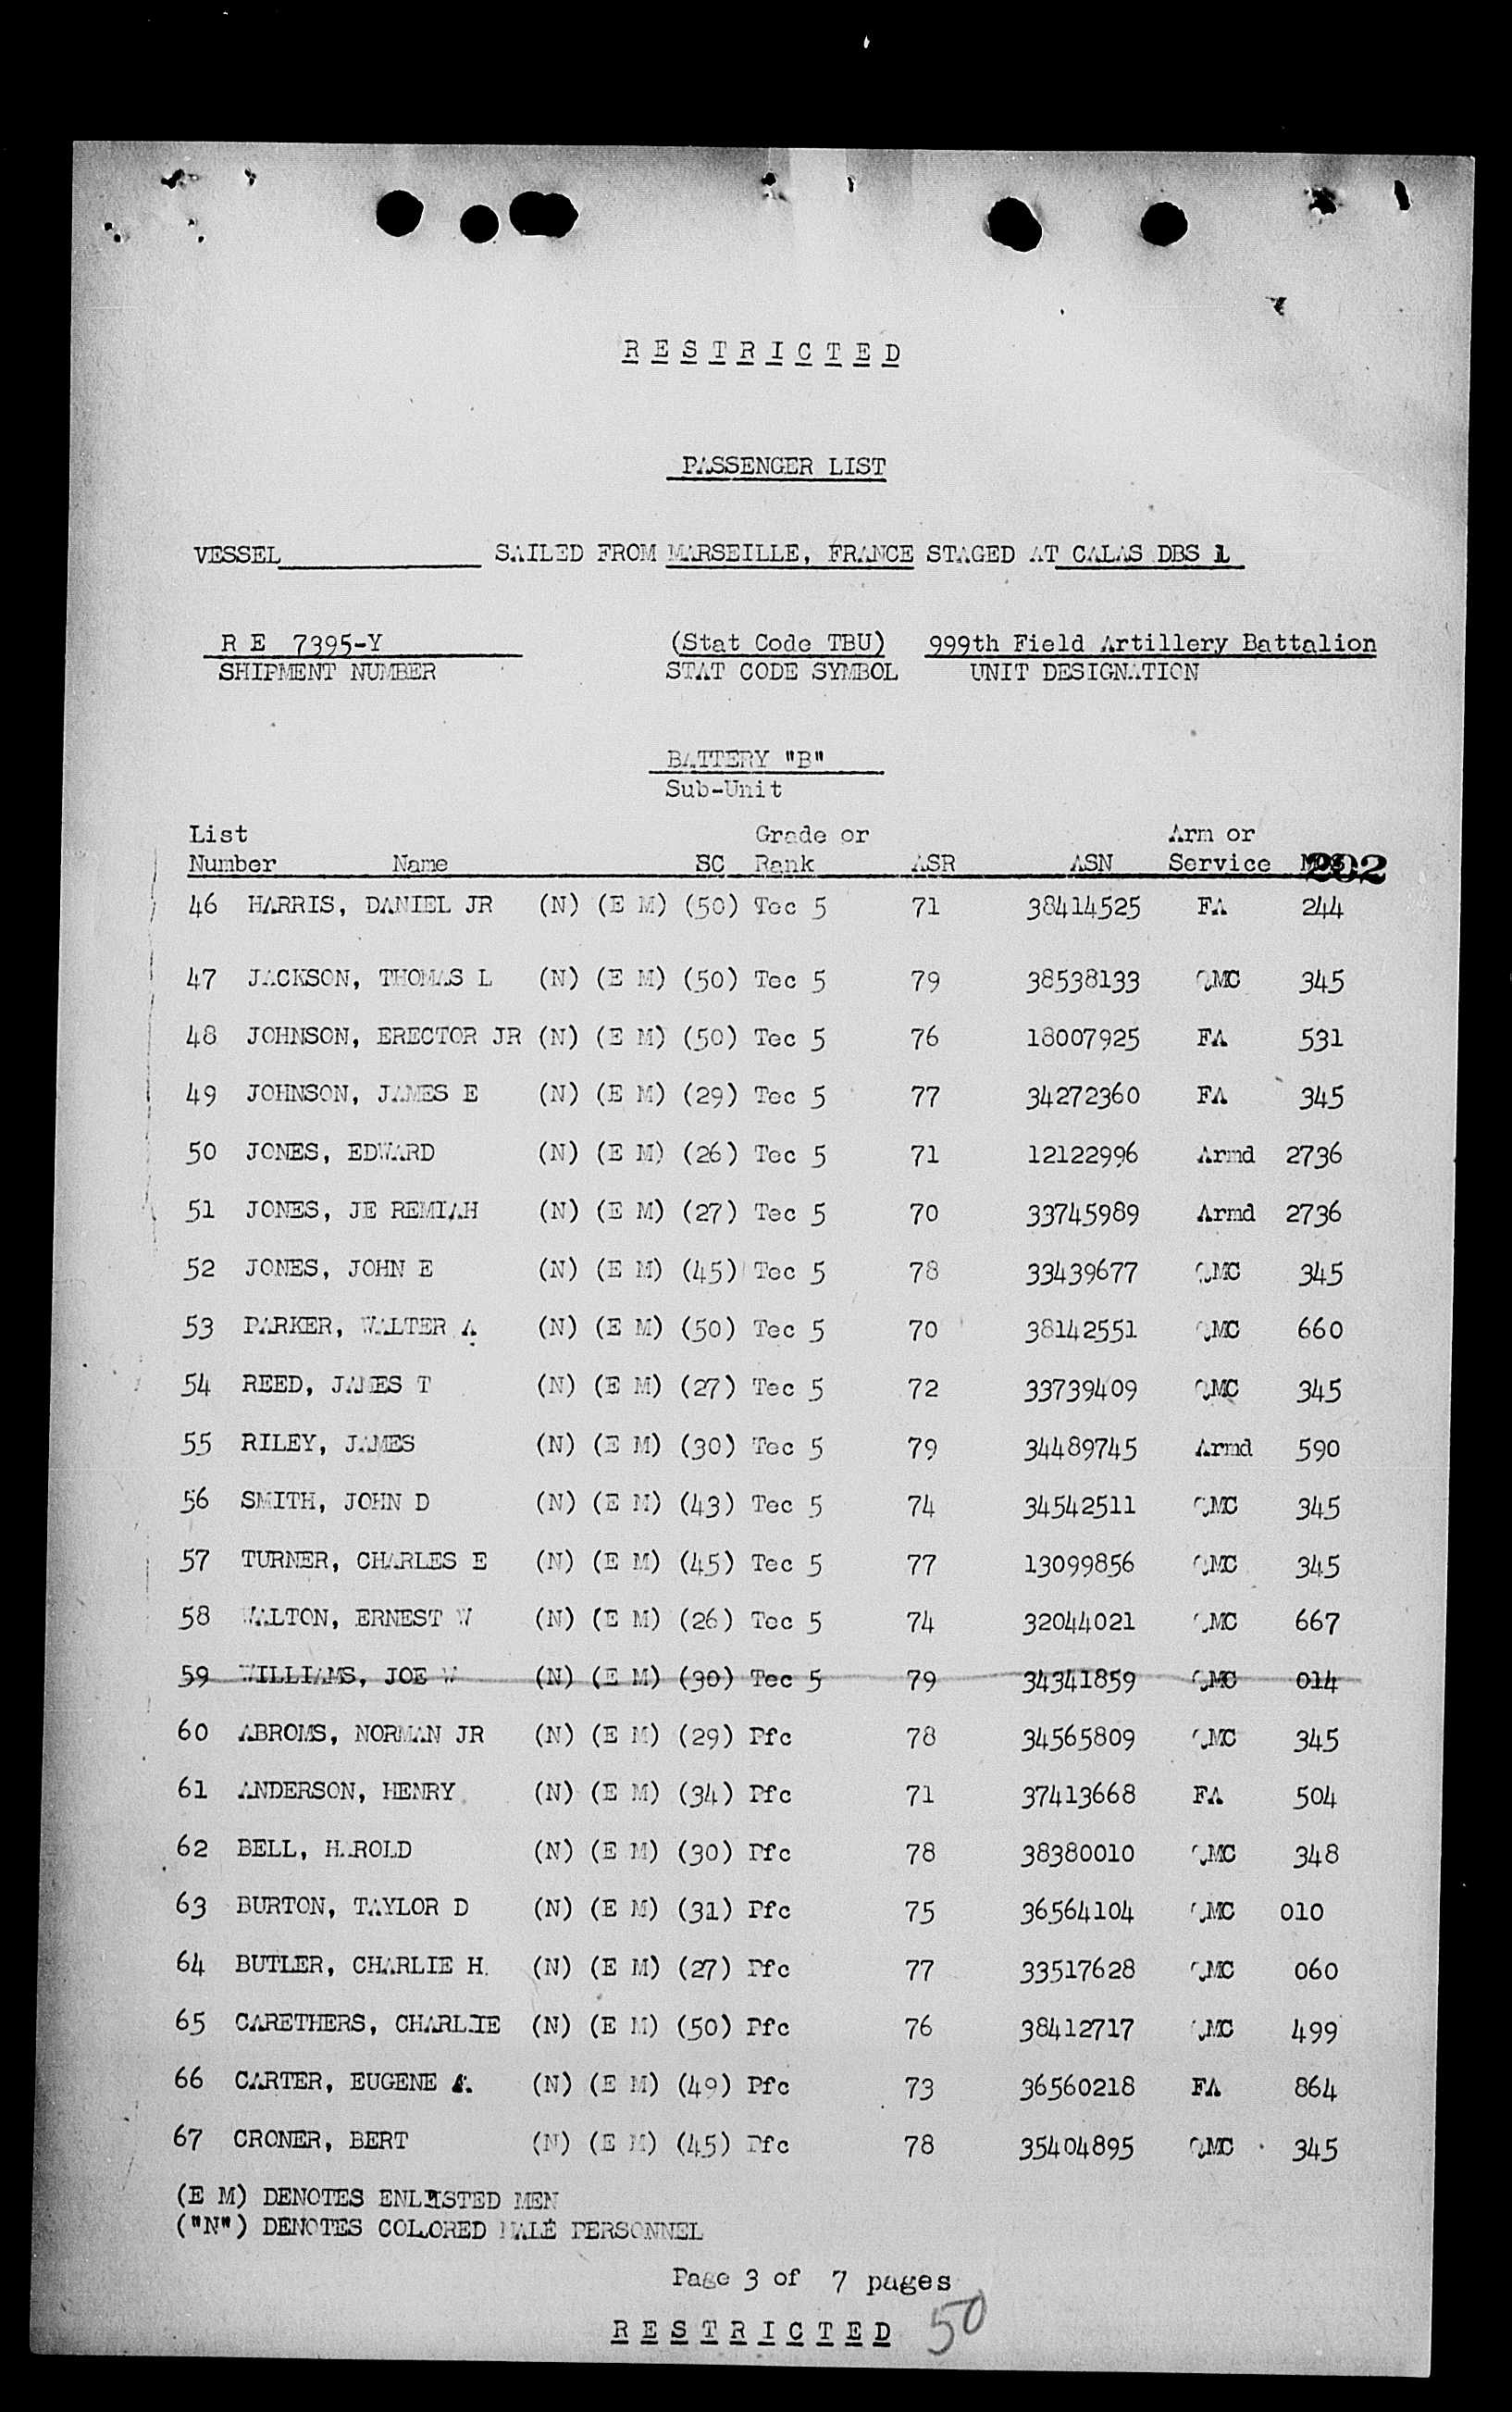 R E S T R I C T E D
PASSENGER LIST
VESSEL____________ SAILED FROM MARSEILLE, FRANCE STAGED AT CALAS DBS 1
R E 7395-Y (Stat Code TBU) 999th Field Artillery Battalion
SHIPMENT NUMBER STAT CODE SYMBOL UNIT DESIGNATION
BATTERY "B"
Sub-Unit
List Grade or Arm or
Number Name SC Rank ASR ASN Service 202
46 HARRIS, DANIEL JR (N) (E M) (50) Tec 5 71 38414525 FA 244
47 JACKSON, THOMAS L (N) (E M) (50) Tec 5 79 38538133 QMC 345
48 JOHNSON, ERECTOR JR (N) (E M) (50) Tec 5 76 18007925 FA 531
49 JOHNSON, JAMES E (N) (E M) (29) Tec 5 77 34272360 FA 345
50 JONES, EDWARD (N) (E M) (26) Tec 5 71 12122996 Armd 2736
51 JONES, JE REMIAH (N) (E M) (27) Tec 5 70 33745989 Armd 2736
52 JONES, JOHN E (N) (E M) (45) Tec 5 78 33439677 QMC 345
53 PARKER, WALTER A (N) (E M) (50) Tec 5 70 38142551 QMC 660
54 REED, JAMES T (N) (E M) (27) Tec 5 72 33739409 QMC 345
55 RILEY, JAMES (N) (E M) (30) Tec 5 79 34489745 Armd 590
56 SMITH, JOHN D (N) (E M) (43) Tec 5 74 34542511 QMC 345
57 TURNER, CHARLES E (N) (E M) (45) Tec 5 77 13099856 QMC 345
58 WALTON, ERNEST W (N) (E M) (26) Tec 5 74 32044021 QMC 667
59 WILLIAMS, JOE W (N) (E M) (30) Tec 5 79 34341859 QMC 014
60 ABROMS, NORMAN JR (N) (E M) (29) Pfc 78 34565809 QMC 345
61 ANDERSON, HENRY (N) (E M) (34) Pfc 71 37413668 FA 504
62 BELL, HAROLD (N) (E M) (30) Pfc 78 38380010 QMC 348
63 BURTON, TAYLOR D (N) (E M) (31) Pfc 75 36564104 QMC 010
64 BUTLER, CHARLIE H. (N) (E M) (27) Pfc 77 33517628 QMC 060
65 CARETHERS, CHARLIE (N) (E M) (50) Pfc 76 38412717 QMC 499
66 CARTER, EUGENE A. (N) (E M) (49) Pfc 73 36560218 FA 864
67 CRONER, BERT (N) (E M) (45) Pfc 78 35404895 QMC 345
(E M) DENOTES ENLISTED MEN
("N") DENOTES COLORED MALE PERSONNEL
Page 3 of 7 pages
R E S T R I C T E D 50